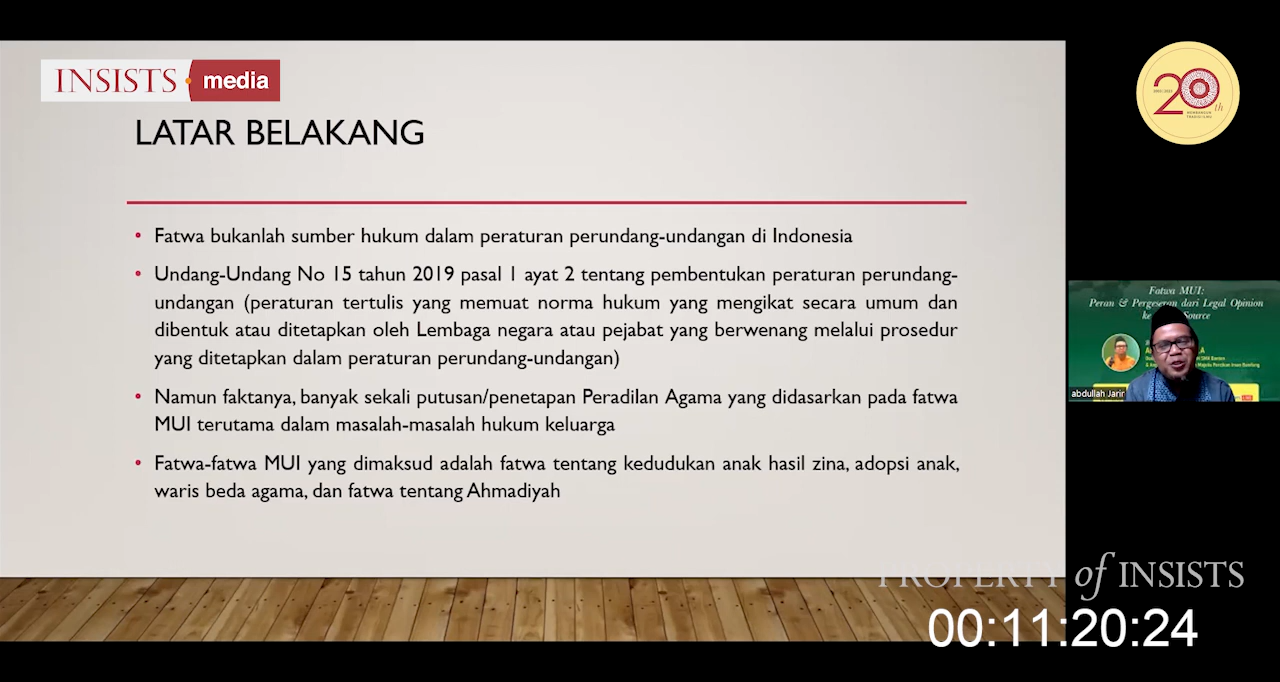 INSISTS media
20th
LATAR BELAKANG
• Fatwa bukanlah sumber hukum dalam peraturan perundang-undangan di Indonesia
• Undang-Undang No 15 tahun 2019 pasal 1 ayat 2 tentang pembentukan peraturan perundang-
undangan (peraturan tertulis yang memuat norma hukum yang mengikat secara umum dan
dibentuk atau ditetapkan oleh Lembaga negara atau pejabat yang berwenang melalui prosedur
yang ditetapkan dalam peraturan perundang-undangan)
• Namun faktanya, banyak sekali putusan/penetapan Peradilan Agama yang didasarkan pada fatwa
MUI terutama dalam masalah-masalah hukum keluarga
• Fatwa-fatwa MUI yang dimaksud adalah fatwa tentang kedudukan anak hasil zina, adopsi anak,
waris beda agama, dan fatwa tentang Ahmadiyah
Fatwa MUI:
Peran & Pergeseran dari Legal Opinion
ke Source
abdullah Jarir
PROPERTY of INSISTS
00:11:20:24